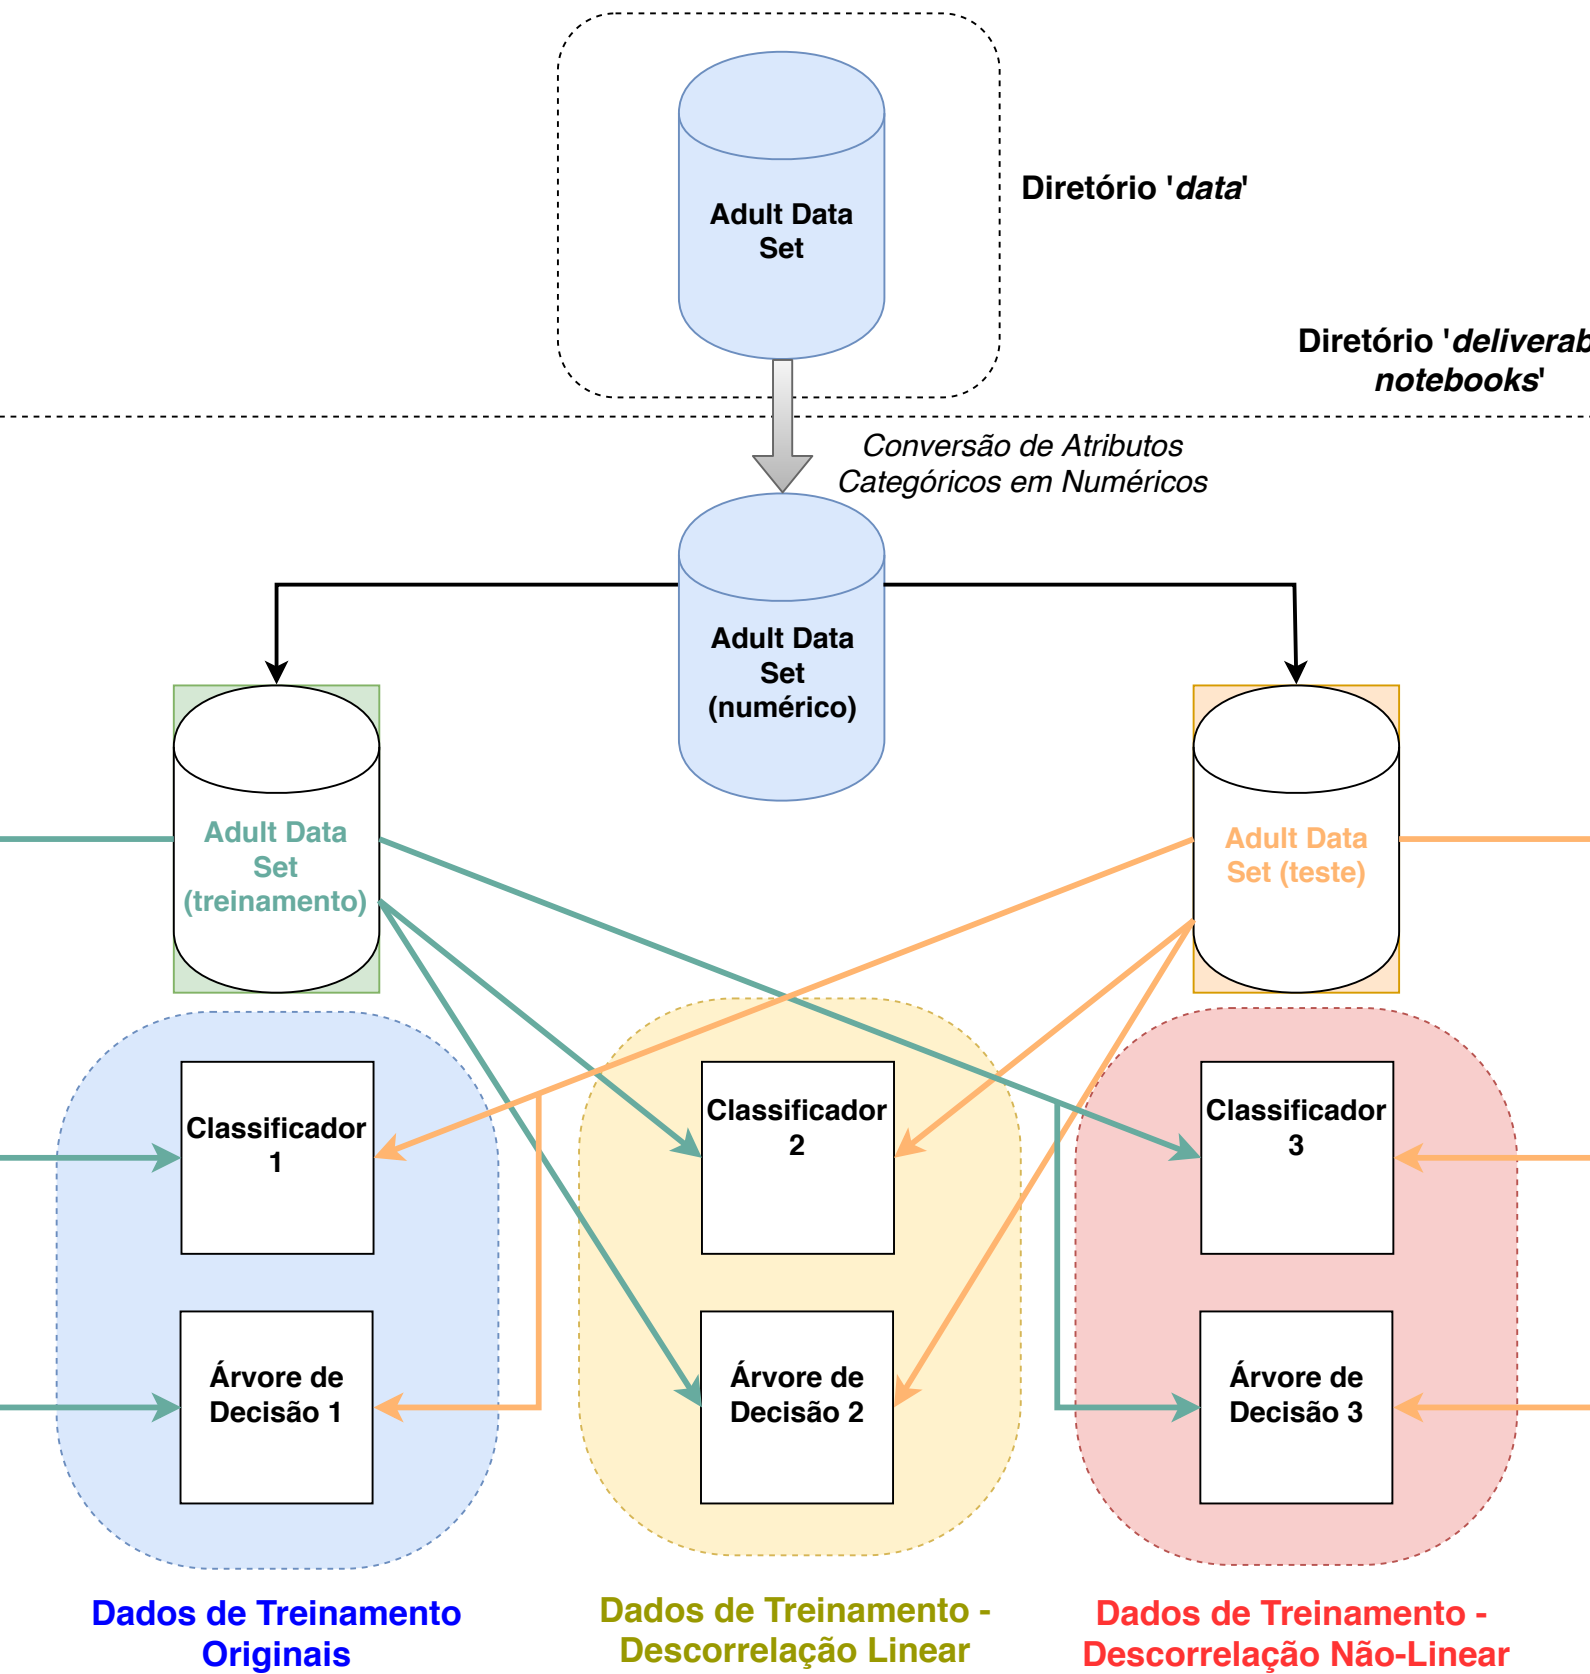 Adult Data
Set
Diretório 'data'
Diretório 'deliverab
notebooks'
Conversão de Atributos
Categóricos em Numéricos
Adult Data
Set
(numérico)
Adult Data
Set
(treinamento)
Adult Data
Set (teste)
Classificador
1
Classificador
2
Classificador
3
Árvore de
Decisão 1
Árvore de
Decisão 2
Árvore de
Decisão 3
Dados de Treinamento
Originais
Dados de Treinamento -
Descorrelação Linear
Dados de Treinamento -
Descorrelação Não-Linear